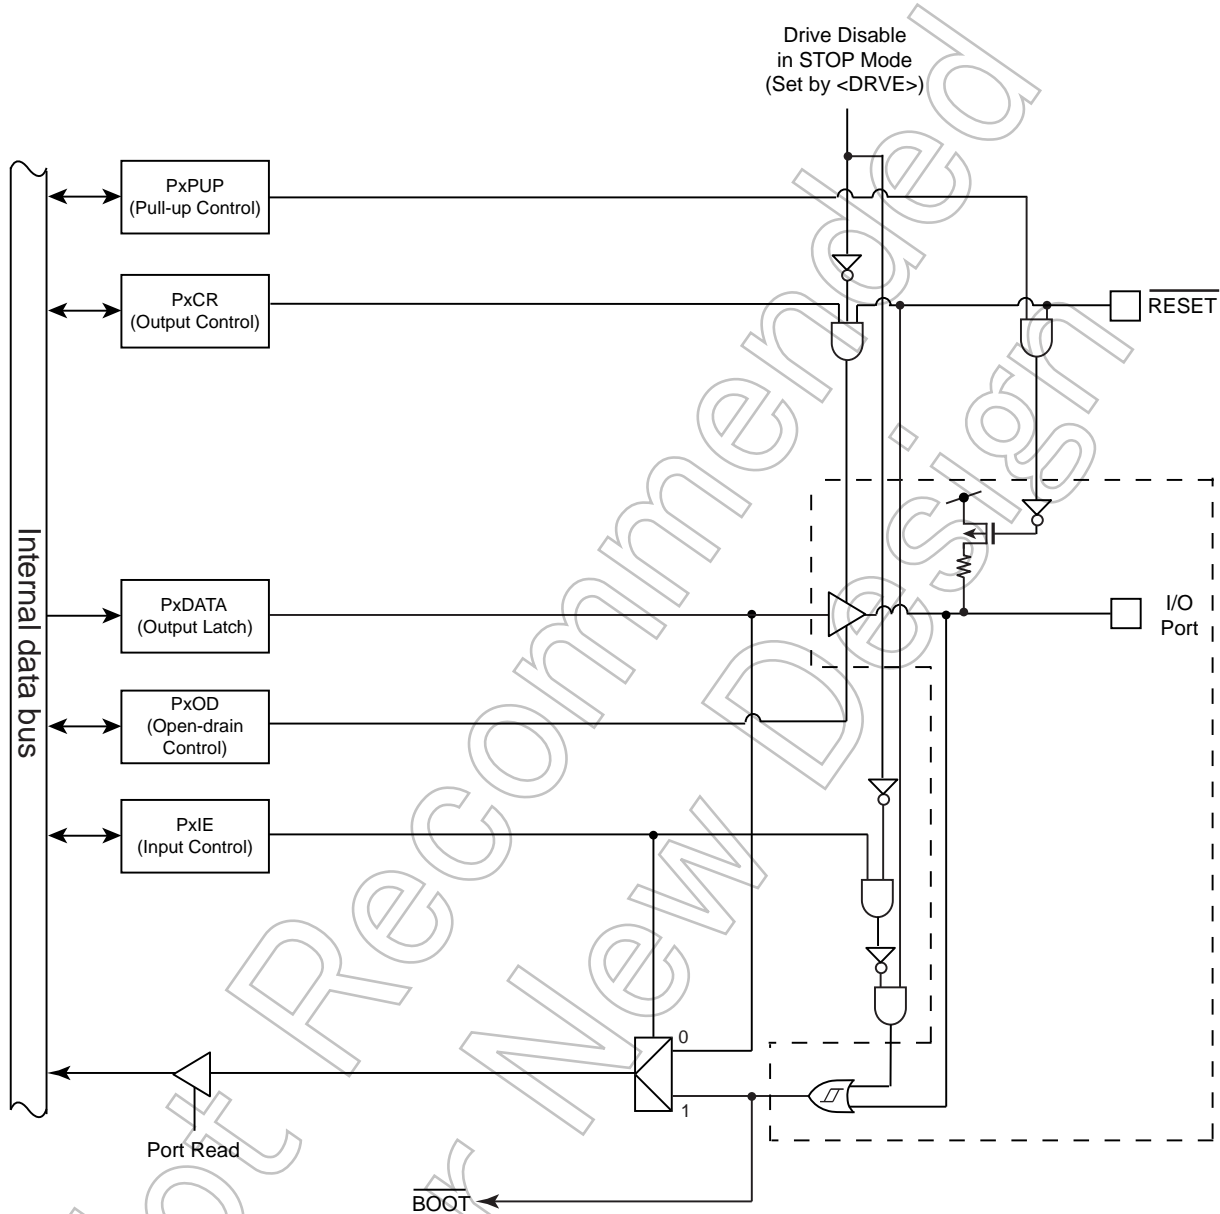 Drive Disable
in STOP Mode
(Set by <DRVE>)
PxPUP
(Pull-up Control)
PxCR
(Output Control)
RESET
Internal data bus
PxDATA
(Output Latch)
I/O
Port
PxOD
(Open-drain
Control)
PxIE
(Input Control)
0
1
Port Read
BOOT
Not Recommended
for New Design